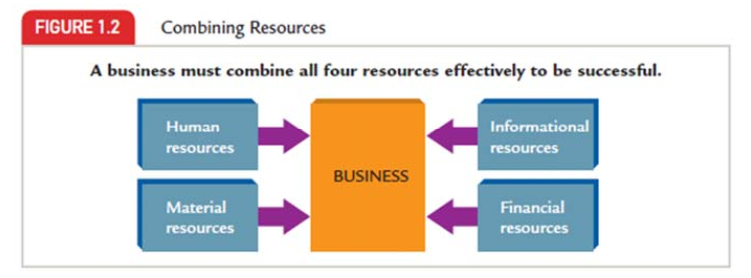 FIGURE 1.2 Combining Resources
A business must combine all four resources effectively to be successful.
Human
resources
Material
resources
BUSINESS
Informational
resources
Financial
resources